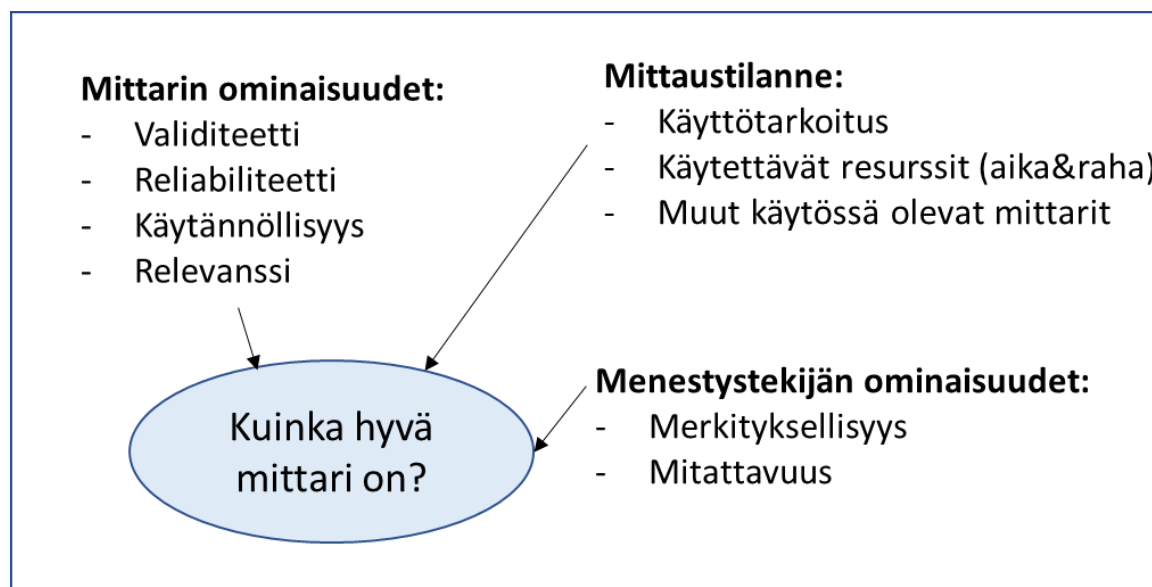 Mittarin ominaisuudet:
- Validiteetti
- Reliabiliteetti
- Käytännöllisyys
- Relevanssi
Mittaustilanne:
- Käyttötarkoitus
- Käytettävät resurssit (aika&raha)
- Muut käytössä olevat mittarit
Kuinka hyvä
mittari on?
Menestystekijän ominaisuudet:
- Merkityksellisyys
- Mitattavuus